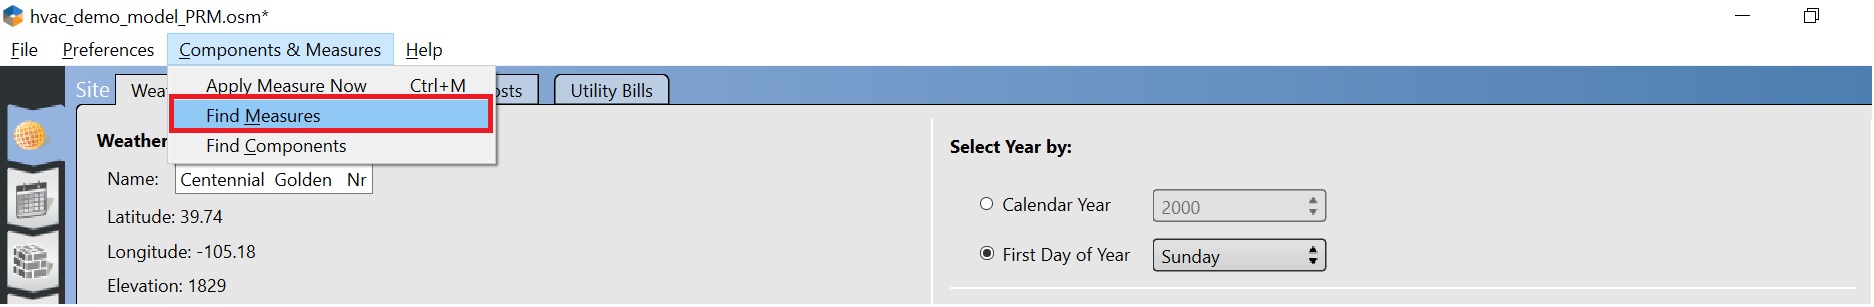 hvac_demo_model_PRM.osm*
File Preferences Components & Measures Help
Site Weat
Apply Measure Now Ctrl+M
osts Utility Bills
Find Measures
Find Components
Weather
Name: Centennial Golden Nr
Latitude: 39.74
Longitude: -105.18
Elevation: 1829
Select Year by:
Calendar Year 2000
First Day of Year Sunday